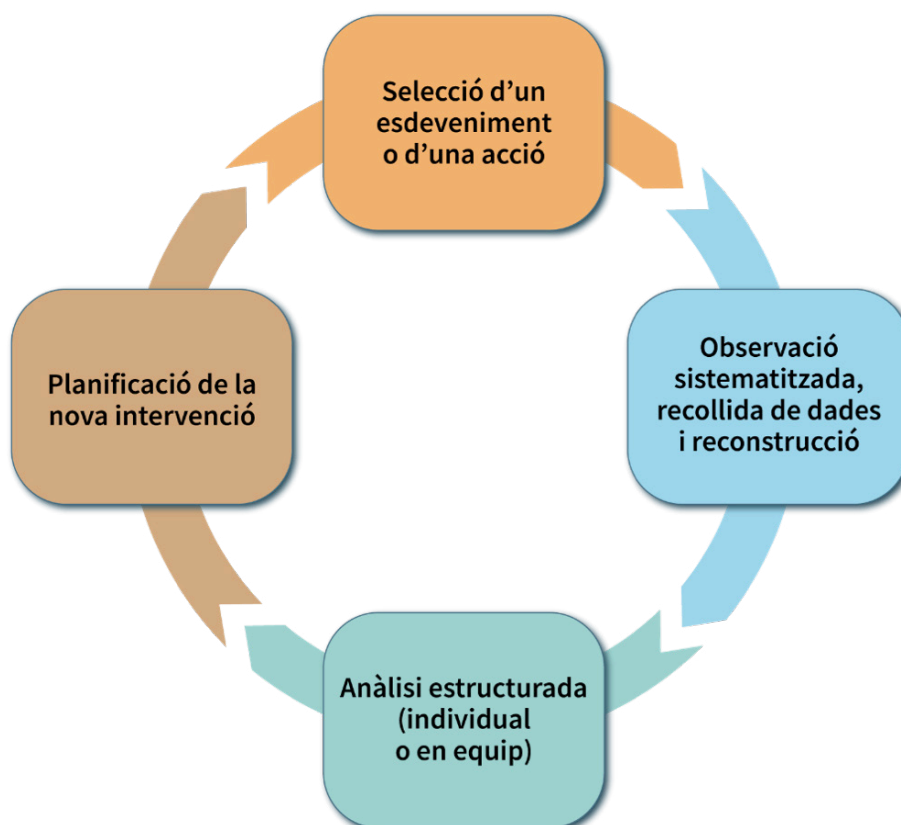 Selecció d’un
esdeveniment
o d’una acció
Observació
sistematitzada,
recollida de dades
i reconstrucció
Anàlisi estructurada
(individual
o en equip)
Planificació de la
nova intervenció